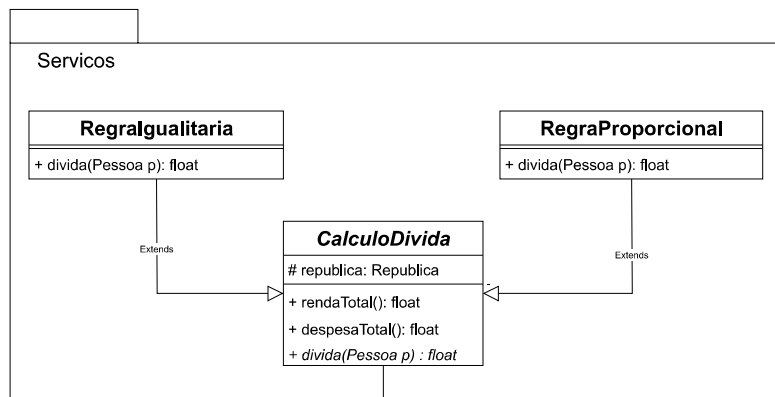 Servicos
RegraIgualitaria
+ divida(Pessoa p): float
RegraProporcional
+ divida(Pessoa p): float
Extends
Extends
CalculoDivida
# republica: Republica
-
+ rendaTotal(): float
+ despesaTotal(): float
+ divida(Pessoa p) : float